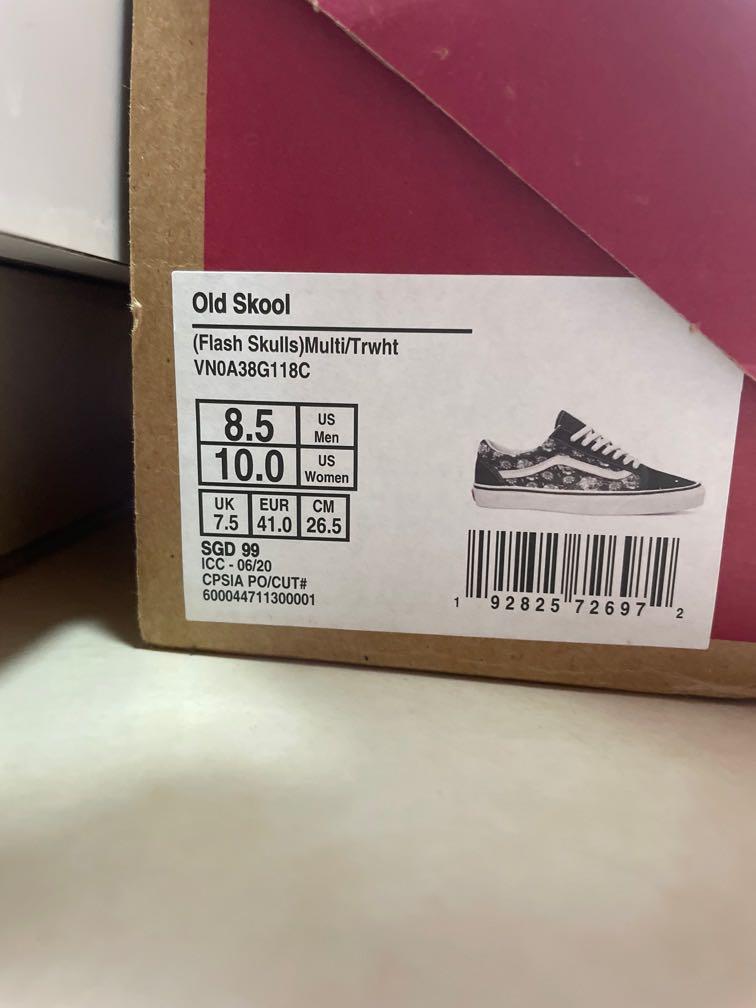 Old Skool
(Flash Skulls)Multi/Trwht
VN0A38G118C
8.5 US Men
10.0 US Women
UK EUR CM
7.5 41.0 26.5
SGD 99
ICC - 06/20
CPSIA PO/CUT#
600044711300001
1 92825 72697 2